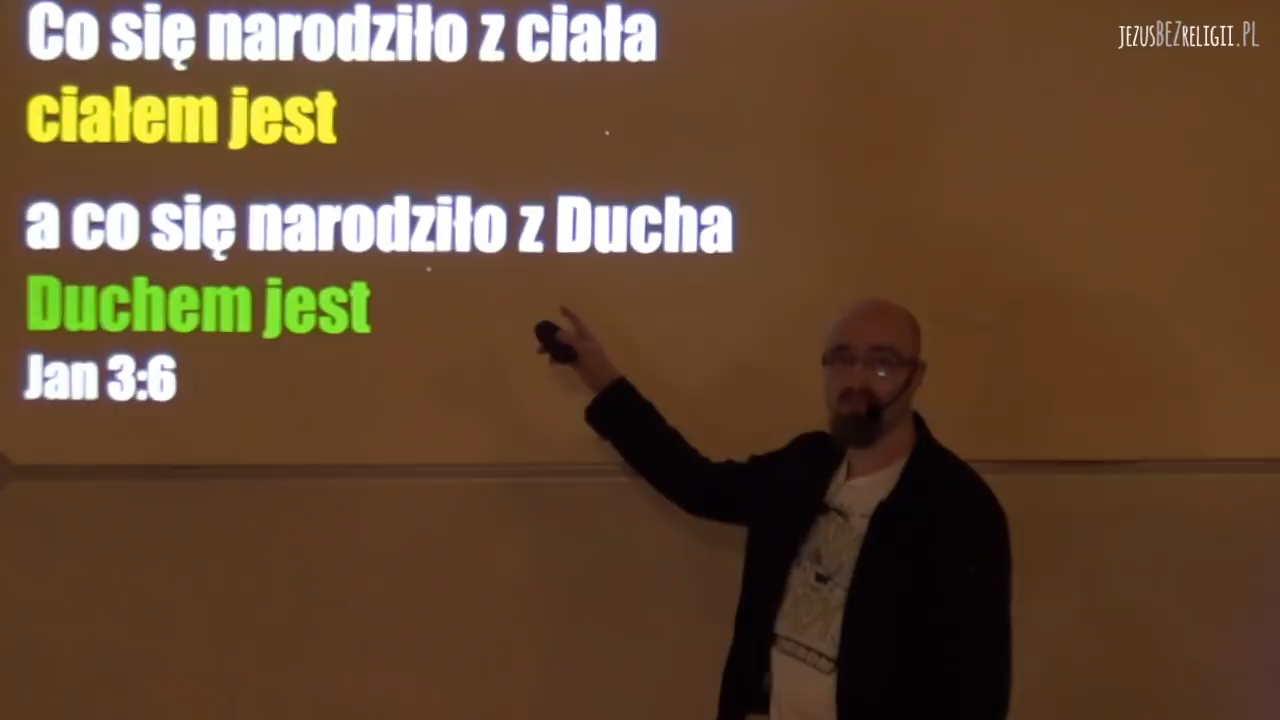 Co się narodziło z ciała
ciałem jest
a co się narodziło z Ducha
Duchem jest
Jan 3:6
jezusBEZreligii.PL